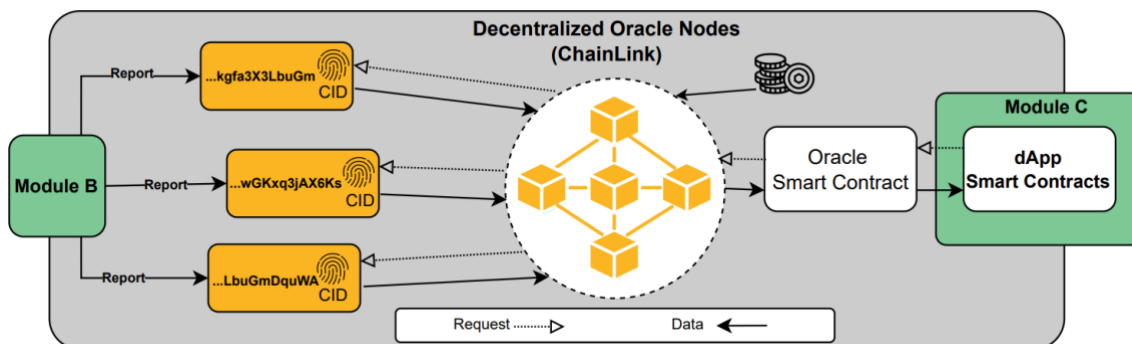 Decentralized Oracle Nodes
(ChainLink)
Report
...kgfa3X3LbuGm
CID
Module C
Module B
Report
...wGKxq3jAX6Ks
CID
Oracle
Smart Contract
dApp
Smart Contracts
Report
...LbuGmDquWA
CID
Request
Data